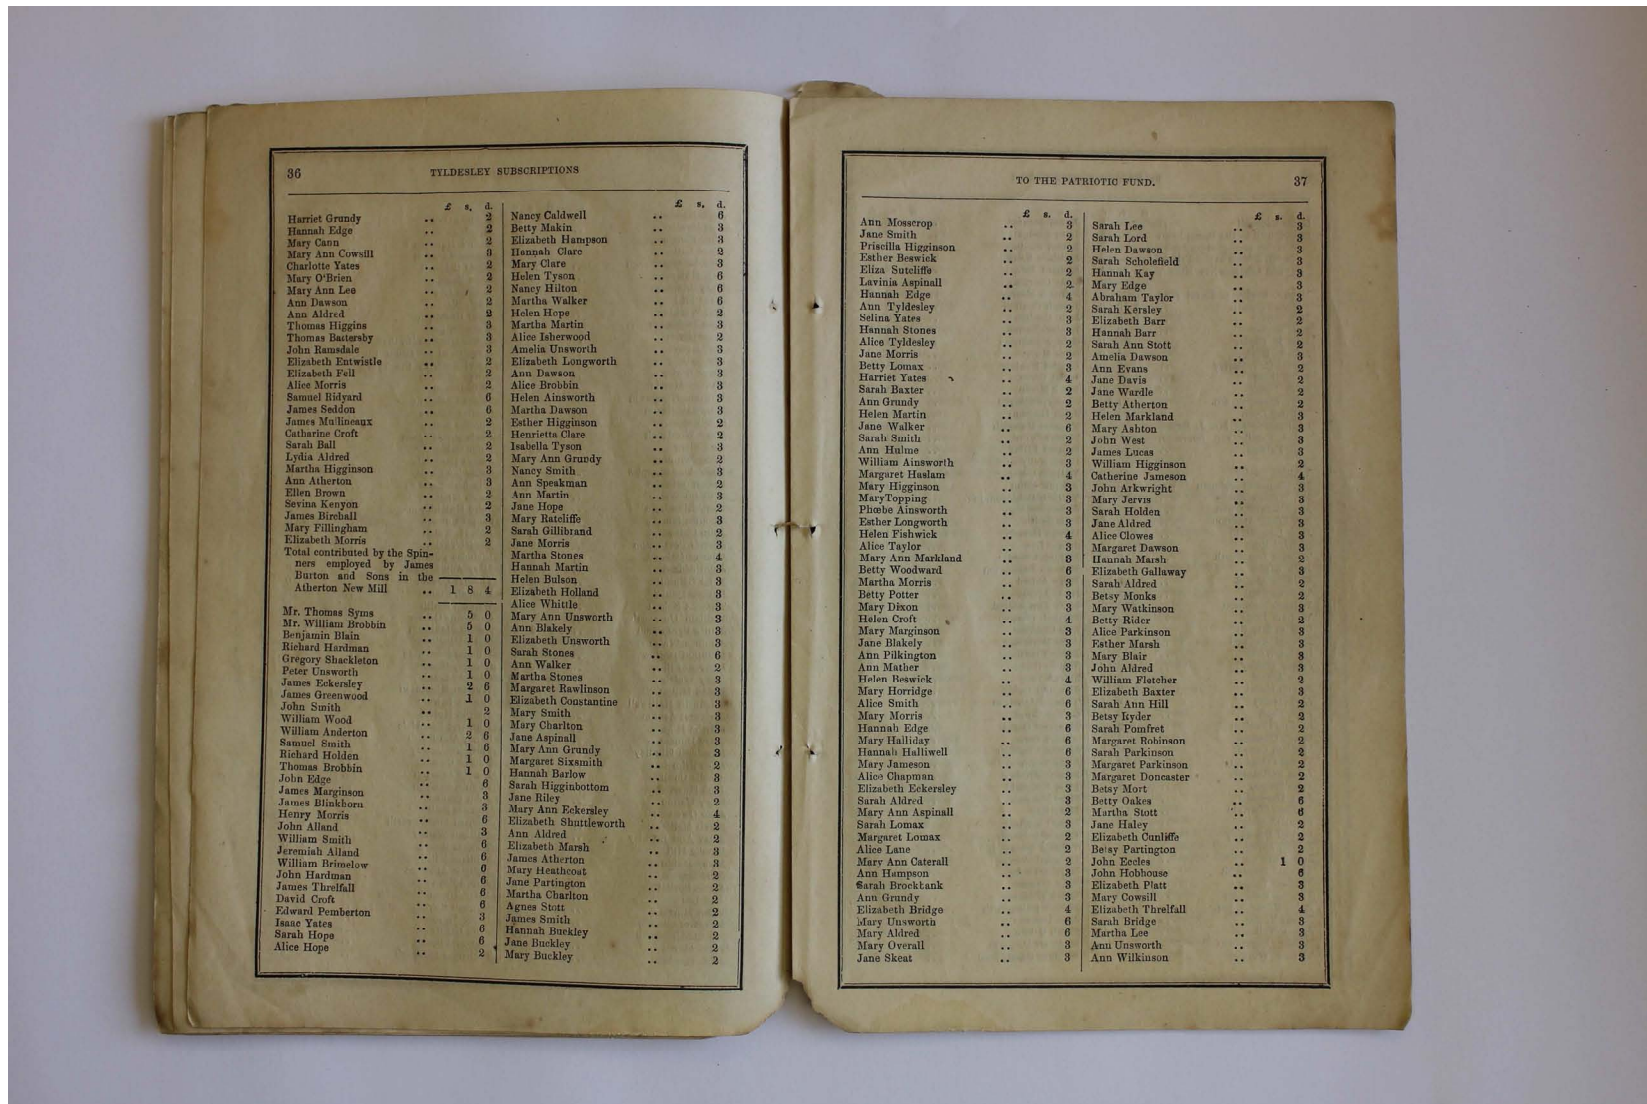 36
TYLDESLEY SUBSCRIPTIONS
£ s. d.
Harriet Grundy .. 2
Hannah Edge .. 2
Mary Cann .. 2
Mary Ann Cowsill .. 3
Charlotte Yates .. 2
Mary O'Brien .. 2
Mary Ann Lee .. 2
Ann Dawson .. 2
Ann Aldred .. 2
Thomas Higgins .. 3
Thomas Battersby .. 3
John Ramsdale .. 3
Elizabeth Entwistle .. 2
Elizabeth Fell .. 2
Alice Morris .. 2
Samuel Ridyard .. 6
James Seddon .. 6
James Mullineaux .. 2
Catharine Croft .. 2
Sarah Ball .. 2
Lydia Aldred .. 2
Martha Higginson .. 3
Ann Atherton .. 3
Ellen Brown .. 2
Sevina Kenyon .. 2
James Birchall .. 3
Mary Fillingham .. 2
Elizabeth Morris .. 2
Total contributed by the Spin-
ners employed by James
Burton and Sons in the
Atherton New Mill .. 1 8 4
Mr. Thomas Syms .. 5 0
Mr. William Brobbin .. 5 0
Benjamin Blain .. 1 0
Richard Hardman .. 1 0
Gregory Shackleton .. 1 0
Peter Unsworth .. 1 0
James Eckersley .. 2 6
James Greenwood .. 1 0
John Smith .. 2
William Wood .. 1 0
William Anderton .. 2 6
Samuel Smith .. 1 6
Richard Holden .. 1 0
Thomas Brobbin .. 1 0
John Edge .. 6
James Marginson .. 3
James Blinkhorn .. 3
Henry Morris .. 6
John Alland .. 3
William Smith .. 6
Jeremiah Alland .. 6
William Brimelow .. 6
John Hardman .. 6
James Threlfall .. 6
David Croft .. 6
Edward Pemberton .. 3
Isaac Yates .. 6
Sarah Hope .. 6
Alice Hope .. 2
£ s. d.
Nancy Caldwell .. 6
Betty Makin .. 3
Elizabeth Hampson .. 3
Hannah Clare .. 2
Mary Clare .. 3
Helen Tyson .. 6
Nancy Hilton .. 6
Martha Walker .. 6
Helen Hope .. 2
Martha Martin .. 3
Alice Isherwood .. 2
Amelia Unsworth .. 3
Elizabeth Longworth .. 3
Ann Dawson .. 3
Alice Brobbin .. 3
Helen Ainsworth .. 3
Martha Dawson .. 3
Esther Higginson .. 2
Henrietta Clare .. 2
Isabella Tyson .. 3
Mary Ann Grundy .. 2
Nancy Smith .. 3
Ann Speakman .. 2
Ann Martin .. 3
Jane Hope .. 2
Mary Ratcliffe .. 3
Sarah Gillibrand .. 2
Jane Morris .. 3
Martha Stones .. 4
Hannah Martin .. 3
Helen Bulson .. 3
Elizabeth Holland .. 3
Alice Whittle .. 3
Mary Ann Unsworth .. 3
Ann Blakely .. 3
Elizabeth Unsworth .. 3
Sarah Stones .. 6
Ann Walker .. 2
Martha Stones .. 3
Margaret Rawlinson .. 3
Elizabeth Constantine .. 3
Mary Smith .. 3
Mary Charlton .. 3
Jane Aspinall .. 3
Mary Ann Grundy .. 3
Margaret Sixsmith .. 2
Hannah Barlow .. 3
Sarah Higginbottom .. 3
Jane Riley .. 2
Mary Ann Eckersley .. 4
Elizabeth Shuttleworth .. 2
Ann Aldred .. 2
Elizabeth Marsh .. 3
James Atherton .. 3
Mary Heathcoat .. 2
Jane Partington .. 2
Martha Charlton .. 2
Agnes Stott .. 2
James Smith .. 2
Hannah Buckley .. 2
Jane Buckley .. 2
Mary Buckley .. 2
TO THE PATRIOTIC FUND.
37
£ s. d.
Ann Mosscrop .. 3
Jane Smith .. 2
Priscilla Higginson .. 2
Esther Beswick .. 2
Eliza Sutcliffe .. 2
Lavinia Aspinall .. 2
Hannah Edge .. 4
Ann Tyldesley .. 2
Selina Yates .. 3
Hannah Stones .. 3
Alice Tyldesley .. 2
Jane Morris .. 2
Betty Lomax .. 3
Harriet Yates .. 4
Sarah Baxter .. 2
Ann Grundy .. 2
Helen Martin .. 2
Jane Walker .. 6
Sarah Smith .. 2
Ann Hulme .. 2
William Ainsworth .. 3
Margaret Haslam .. 4
Mary Higginson .. 3
MaryTopping .. 3
Phœbe Ainsworth .. 3
Esther Longworth .. 3
Helen Fishwick .. 4
Alice Taylor .. 3
Mary Ann Markland .. 3
Betty Woodward .. 6
Martha Morris .. 3
Betty Potter .. 3
Mary Dixon .. 3
Helen Croft .. 4
Mary Marginson .. 3
Jane Blakely .. 3
Ann Pilkington .. 3
Ann Mather .. 3
Helen Beswick .. 4
Mary Horridge .. 6
Alice Smith .. 6
Mary Morris .. 3
Hannah Edge .. 6
Mary Halliday .. 6
Hannah Halliwell .. 6
Mary Jameson .. 3
Alice Chapman .. 3
Elizabeth Eckersley .. 3
Sarah Aldred .. 3
Mary Ann Aspinall .. 2
Sarah Lomax .. 3
Margaret Lomax .. 2
Alice Lane .. 2
Mary Ann Caterall .. 2
Ann Hampson .. 3
Sarah Brockbank .. 3
Ann Grundy .. 3
Elizabeth Bridge .. 4
Mary Unsworth .. 6
Mary Aldred .. 6
Mary Overall .. 3
Jane Skeat .. 3
£ s. d.
Sarah Lee .. 3
Sarah Lord .. 3
Helen Dawson .. 3
Sarah Scholefield .. 3
Hannah Kay .. 3
Mary Edge .. 3
Abraham Taylor .. 3
Sarah Kersley .. 2
Elizabeth Barr .. 2
Hannah Barr .. 2
Sarah Ann Stott .. 2
Amelia Dawson .. 3
Ann Evans .. 2
Jane Davis .. 2
Jane Wardle .. 2
Betty Atherton .. 2
Helen Markland .. 3
Mary Ashton .. 3
John West .. 3
James Lucas .. 3
William Higginson .. 2
Catherine Jameson .. 4
John Arkwright .. 3
Mary Jervis .. 3
Sarah Holden .. 3
Jane Aldred .. 3
Alice Clowes .. 3
Margaret Dawson .. 3
Hannah Marsh .. 2
Elizabeth Gallaway .. 3
Sarah Aldred .. 2
Betsy Monks .. 2
Mary Watkinson .. 3
Betty Rider .. 2
Alice Parkinson .. 3
Esther Marsh .. 3
Mary Blair .. 3
John Aldred .. 3
William Fletcher .. 2
Elizabeth Baxter .. 3
Sarah Ann Hill .. 2
Betsy Ryder .. 2
Sarah Pomfret .. 2
Margaret Robinson .. 2
Sarah Parkinson .. 2
Margaret Parkinson .. 2
Margaret Doncaster .. 2
Betsy Mort .. 2
Betty Oakes .. 6
Martha Stott .. 6
Jane Haley .. 2
Elizabeth Cunliffe .. 2
Betsy Partington .. 2
John Eccles .. 1 0
John Hobhouse .. 6
Elizabeth Platt .. 3
Mary Cowsill .. 3
Elizabeth Threlfall .. 4
Sarah Bridge .. 3
Martha Lee .. 3
Ann Unsworth .. 3
Ann Wilkinson .. 3